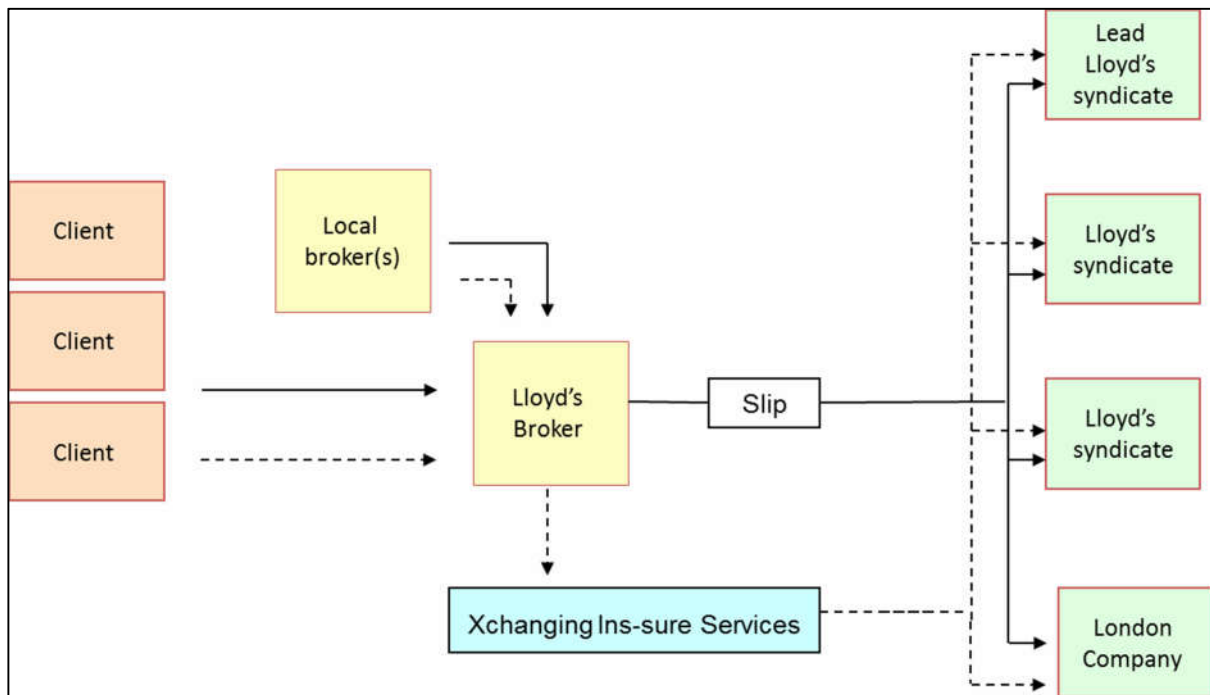 Lead
Lloyd's
syndicate
Client
Local
broker(s)
Lloyd's
syndicate
Client
Client
Lloyd's
Broker
Slip
Lloyd's
syndicate
Xchanging Ins-sure Services
London
Company